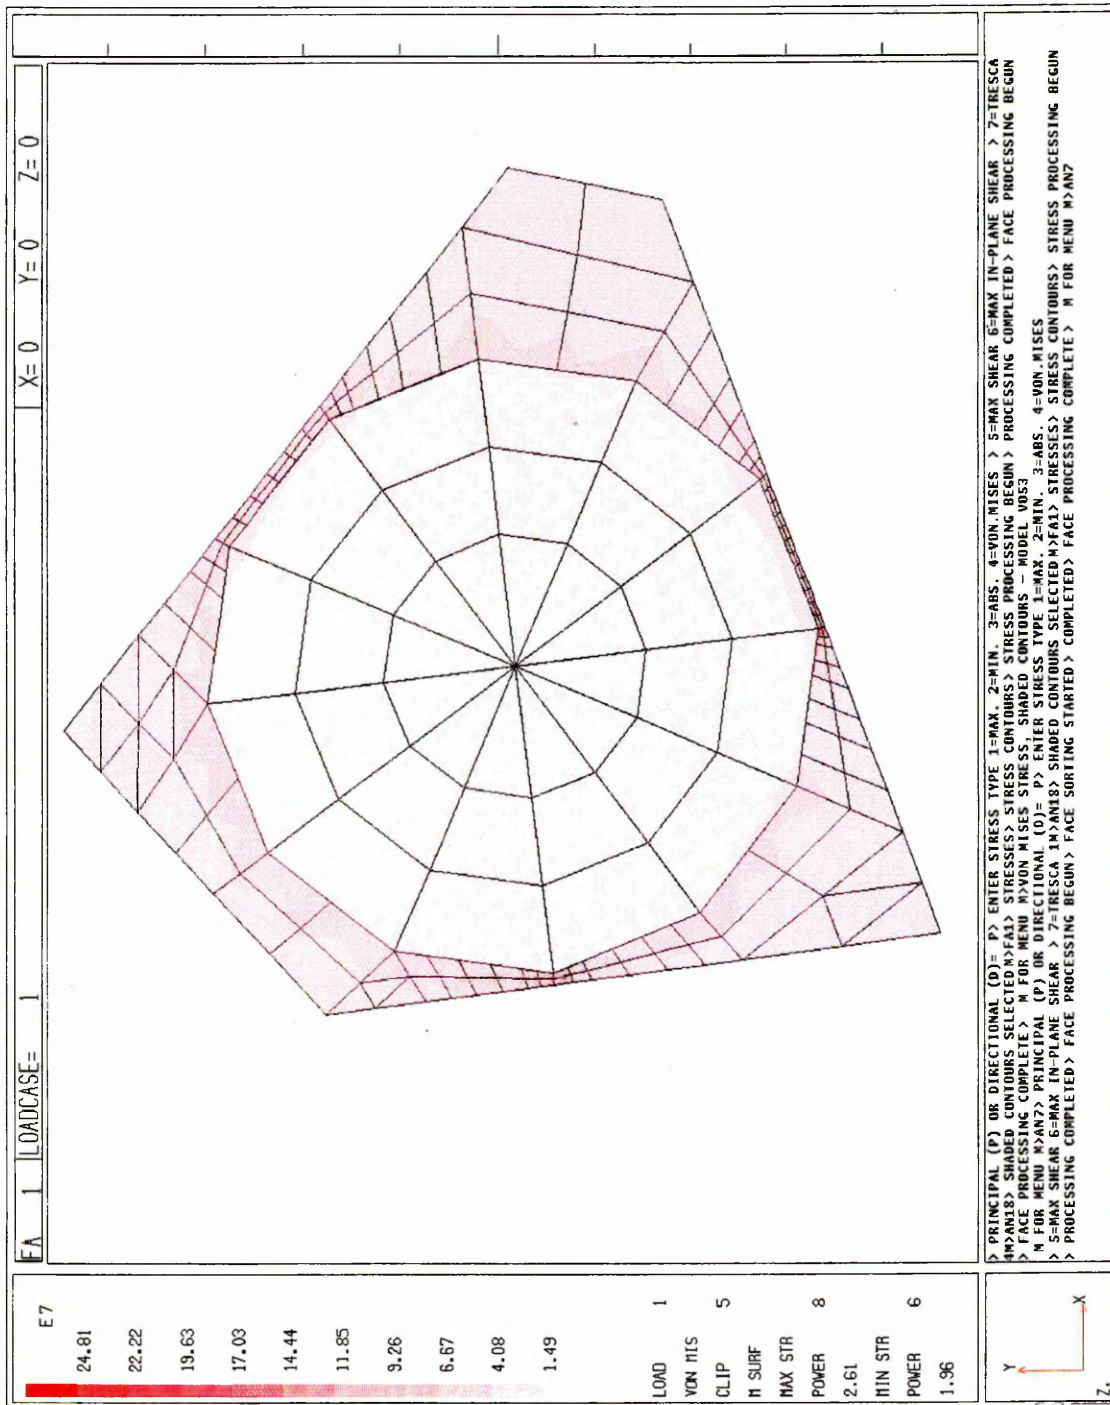 FA 1 LOADCASE= 1 X= 0 Y= 0 Z= 0
E7
24.81
22.22
19.63
17.03
14.44
11.85
9.26
6.67
4.08
1.49
LOAD 1
VON MIS
CLIP 5
M SURF
MAX STR
POWER 8
2.61
MIN STR
POWER 6
1.96
> PRINCIPAL (P) OR DIRECTIONAL (D)= P> ENTER STRESS TYPE 1=MAX. 2=MIN. 3=ABS. 4=VON.MISES > 5=MAX SHEAR 6=MAX IN-PLANE SHEAR > 7=TRESCA
4M>AN18> SHADED CONTOURS SELECTED M>FA1> STRESSES> STRESS CONTOURS> STRESS PROCESSING BEGUN> PROCESSING COMPLETED> FACE PROCESSING BEGUN
> FACE PROCESSING COMPLETE> M FOR MENU M>VON MISES STRESS, SHADED CONTOURS - MODEL VD53
M FOR MENU M>AN7> PRINCIPAL (P) OR DIRECTIONAL (D)= P> ENTER STRESS TYPE 1=MAX. 2=MIN. 3=ABS. 4=VON.MISES
> 5=MAX SHEAR 6=MAX IN-PLANE SHEAR > 7=TRESCA 1M>AN18> SHADED CONTOURS SELECTED M>FA1> STRESSES> STRESS CONTOURS> STRESS PROCESSING BEGUN
> PROCESSING COMPLETED> FACE PROCESSING BEGUN> FACE SORTING STARTED> COMPLETED> FACE PROCESSING COMPLETE> M FOR MENU M>AN7
Y
X
Z.